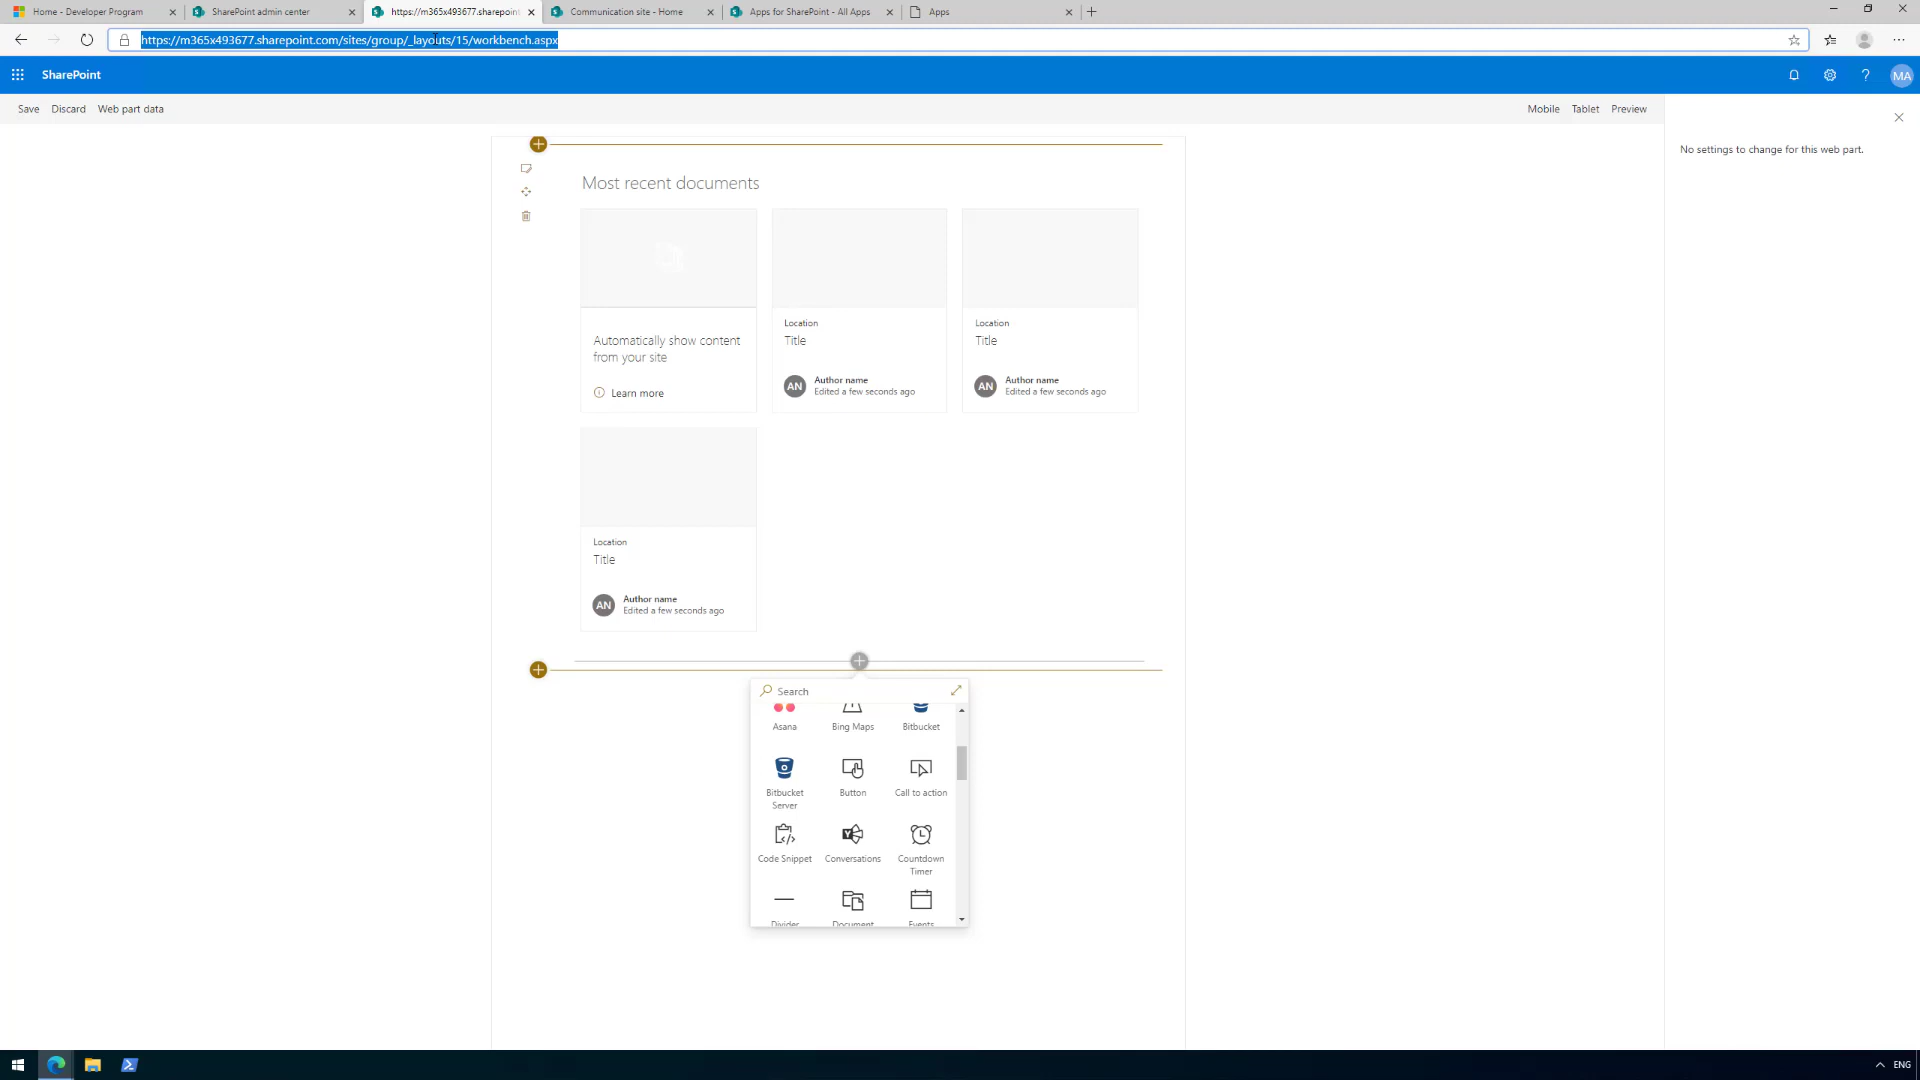 Home - Developer Program
SharePoint admin center
https://m365x493677.sharepoint
Communication site - Home
Apps for SharePoint - All Apps
Apps
https://m365x493677.sharepoint.com/sites/group/_layouts/15/workbench.aspx
SharePoint
MA
Save Discard Web part data
Mobile Tablet Preview
No settings to change for this web part.
Most recent documents
Automatically show content
from your site
Learn more
Location
Title
AN
Author name
Edited a few seconds ago
Location
Title
AN
Author name
Edited a few seconds ago
Location
Title
AN
Author name
Edited a few seconds ago
Search
Asana
Bing Maps
Bitbucket
Bitbucket
Server
Button
Call to action
Code Snippet
Conversations
Countdown
Timer
Divider
Document
Events
ENG